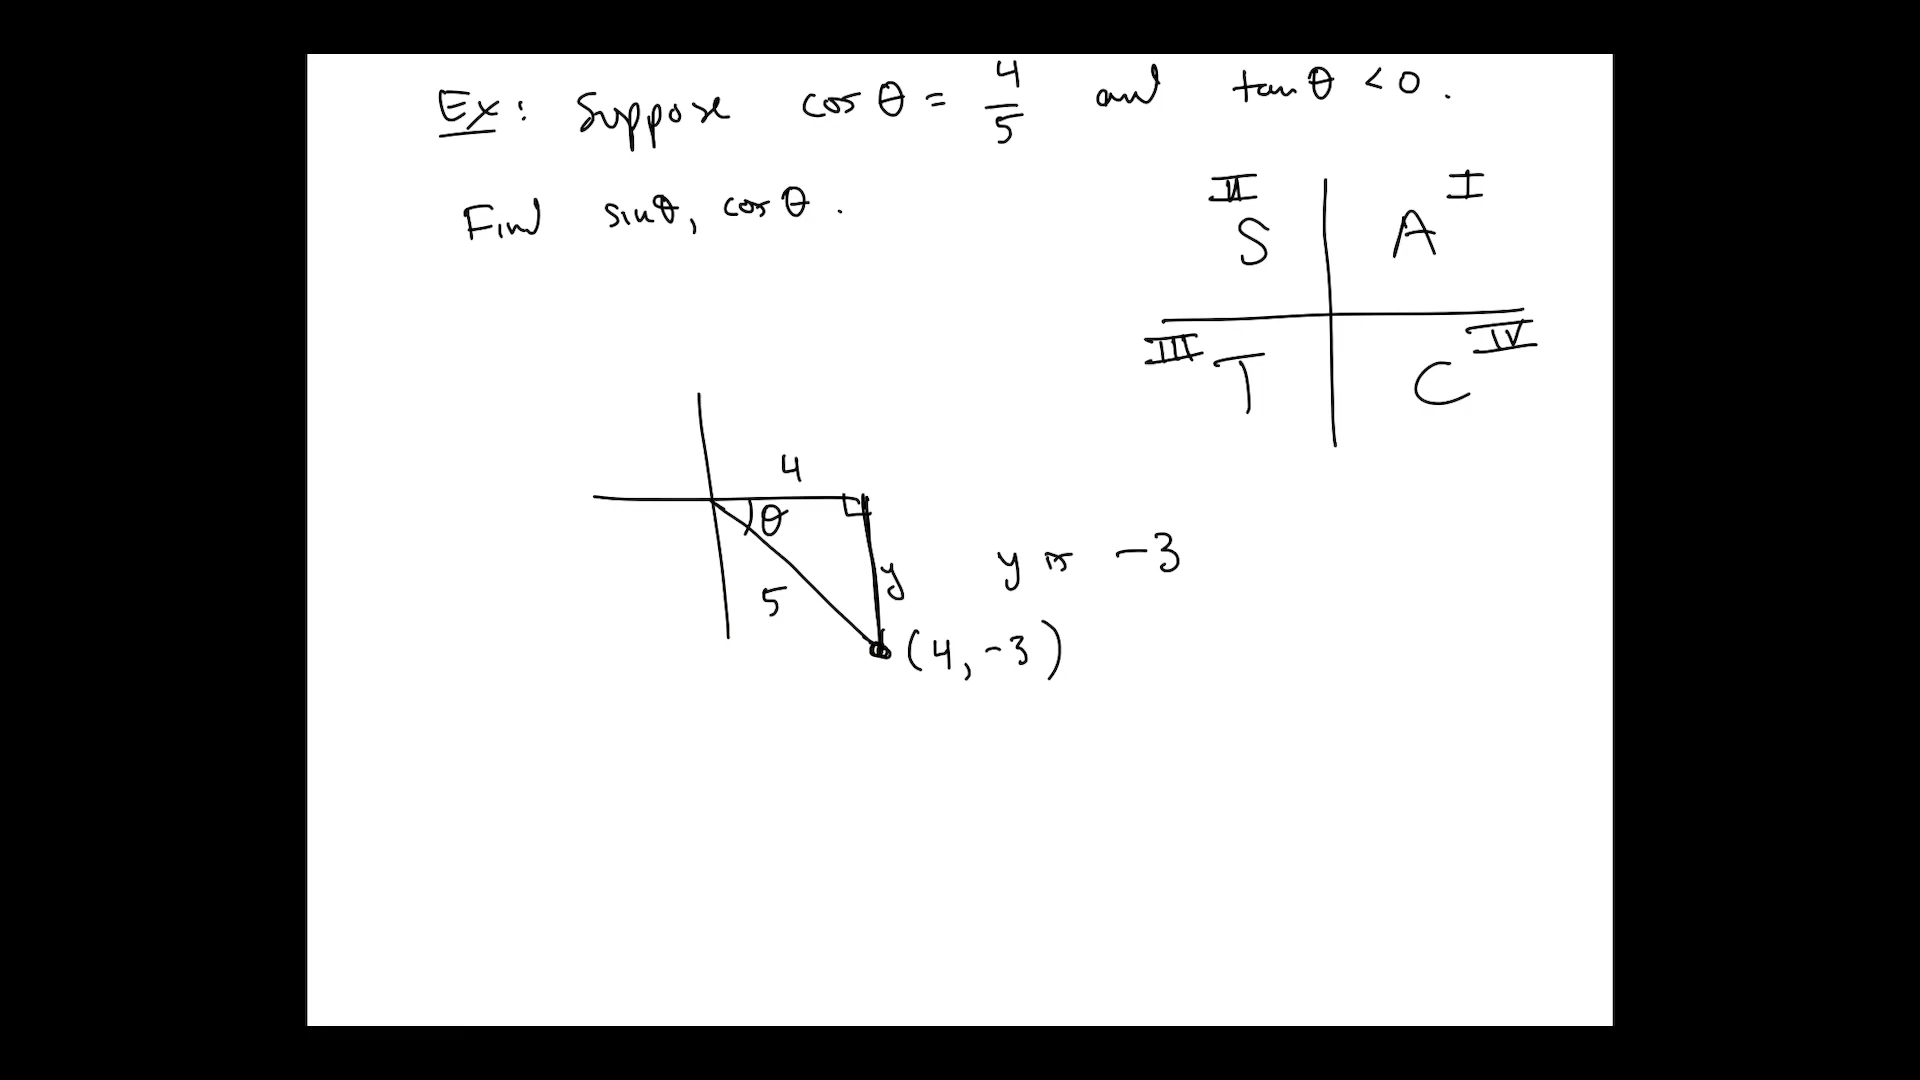 Ex: Suppose cos θ = 4/5 and tan θ < 0.
Find sinθ, cos θ.
II I
S A
III IV
T C
4
θ
y y is -3
5
(4, -3)